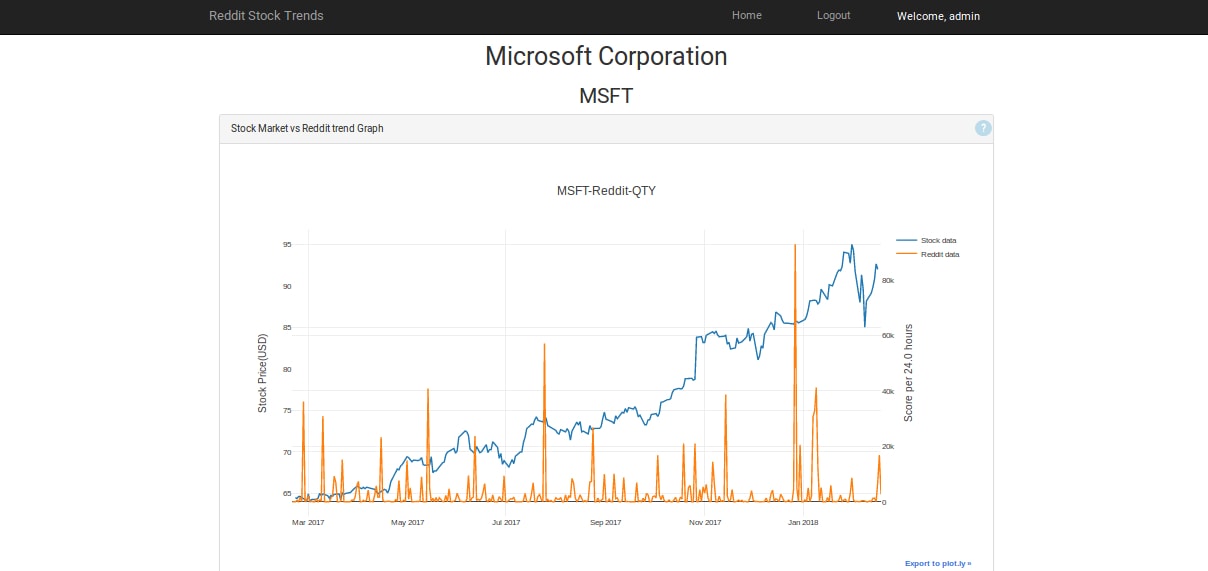 Reddit Stock Trends Home Logout Welcome, admin
Microsoft Corporation
MSFT
Stock Market vs Reddit trend Graph ?
MSFT-Reddit-QTY
Stock data
Reddit data
95
90
85
80
75
70
65
Stock Price(USD)
80k
60k
40k
20k
0
Score per 24.0 hours
Mar 2017 May 2017 Jul 2017 Sep 2017 Nov 2017 Jan 2018
Export to plot.ly »